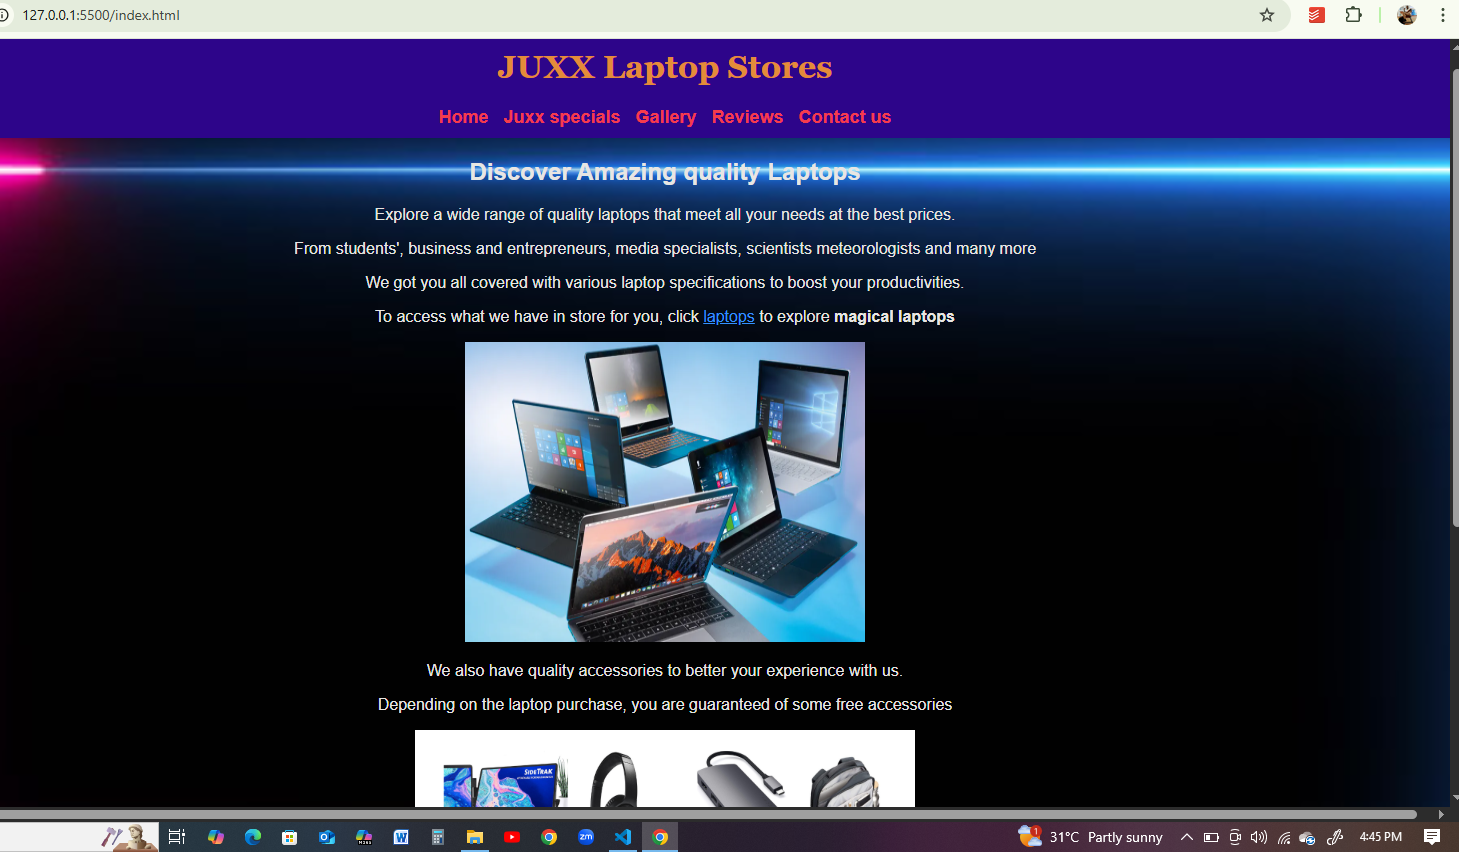 127.0.0.1:5500/index.html
JUXX Laptop Stores
Home Juxx specials Gallery Reviews Contact us
Discover Amazing quality Laptops
Explore a wide range of quality laptops that meet all your needs at the best prices.
From students', business and entrepreneurs, media specialists, scientists meteorologists and many more
We got you all covered with various laptop specifications to boost your productivities.
To access what we have in store for you, click laptops to explore magical laptops
We also have quality accessories to better your experience with us.
Depending on the laptop purchase, you are guaranteed of some free accessories
SIDETRAK
zm
1
31°C Partly sunny
4:45 PM